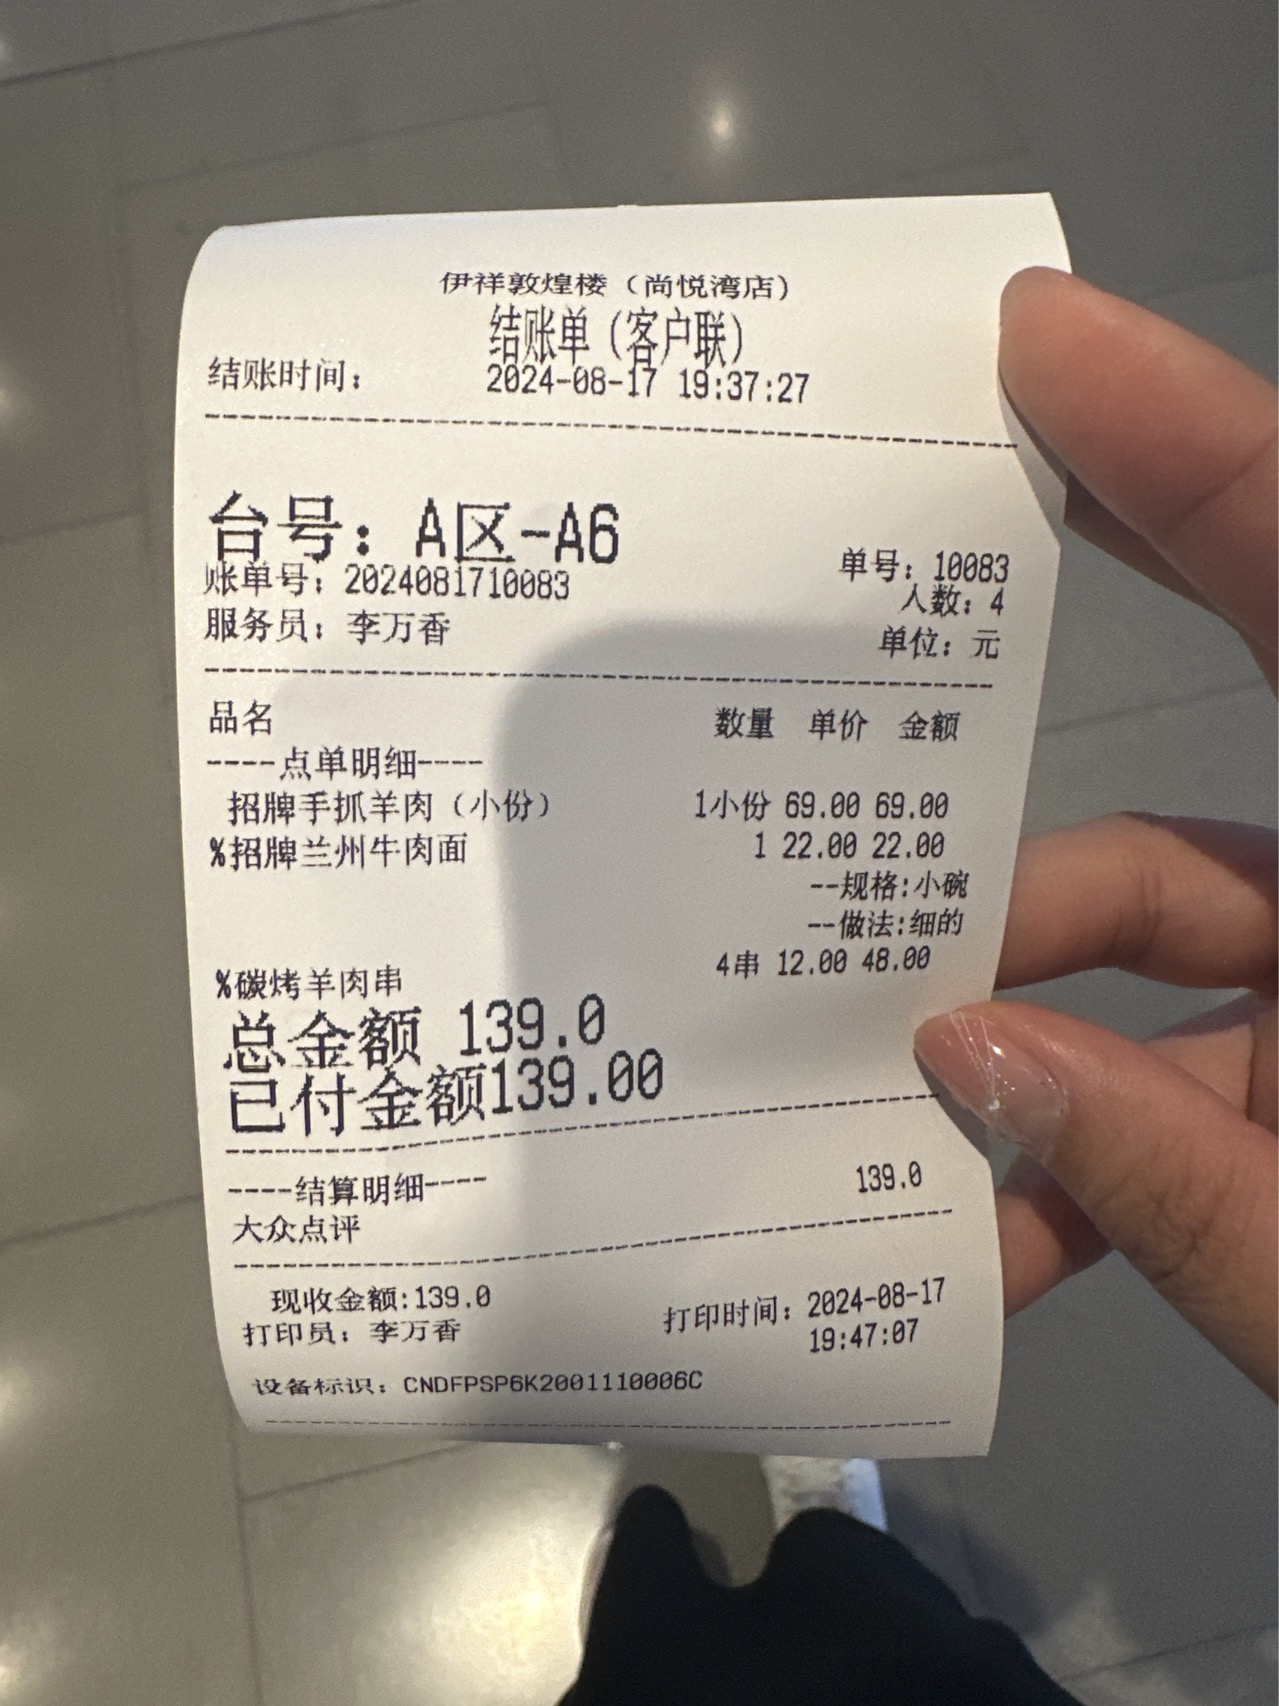 伊祥敦煌楼（尚悦湾店）
结账单（客户联）
结账时间： 2024-08-17 19:37:27
台号：A区-A6
账单号：2024081710083 单号：10083
人数：4
服务员：李万香 单位：元
品名 数量 单价 金额
----点单明细----
招牌手抓羊肉（小份） 1小份 69.00 69.00
%招牌兰州牛肉面 1 22.00 22.00
--规格:小碗
--做法:细的
%碳烤羊肉串 4串 12.00 48.00
总金额 139.0
已付金额139.00
----结算明细----
大众点评 139.0
现收金额:139.0
打印员：李万香 打印时间：2024-08-17
19:47:07
设备标识：CNDFPSP6K2001110006C